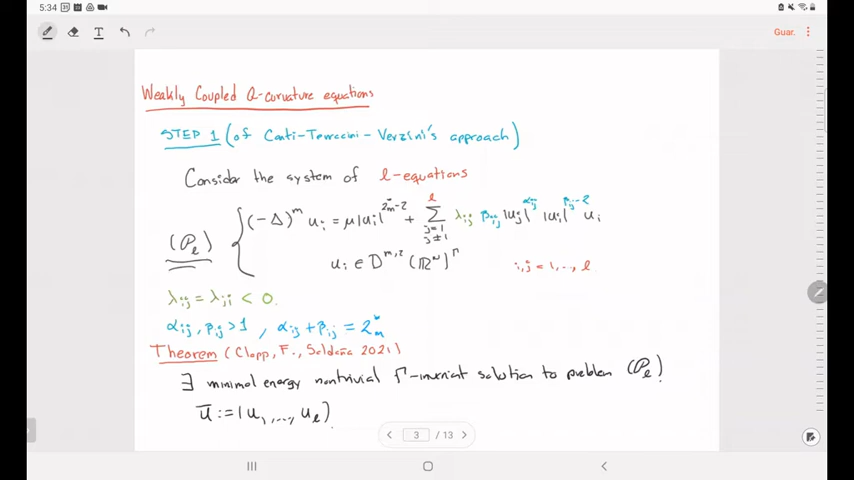 5:34
Guar.
Weakly Coupled Q-curvature equations
STEP 1 (of Conti-Terracini-Verzini's approach)
Consider the system of l-equations
(P_l) { (-Δ)^m u_i = μ|u_i|^{2*_m-2} + Σ_{j=1, j≠i}^{l} λ_ij β_ij |u_j|^{α_ij} |u_i|^{β_ij-2} u_i
u_i ∈ D^{m,2}(ℝ^N)^Γ i,j = 1,..., l
λ_ij = λ_ji < 0.
α_ij, β_ij > 1, α_ij + β_ij = 2*_m
Theorem (Clapp, F., Saldaña 2021)
∃ minimal energy nontrivial Γ-invariant solution to problem (P_l).
ū := (u_1,..., u_l).
3 / 13